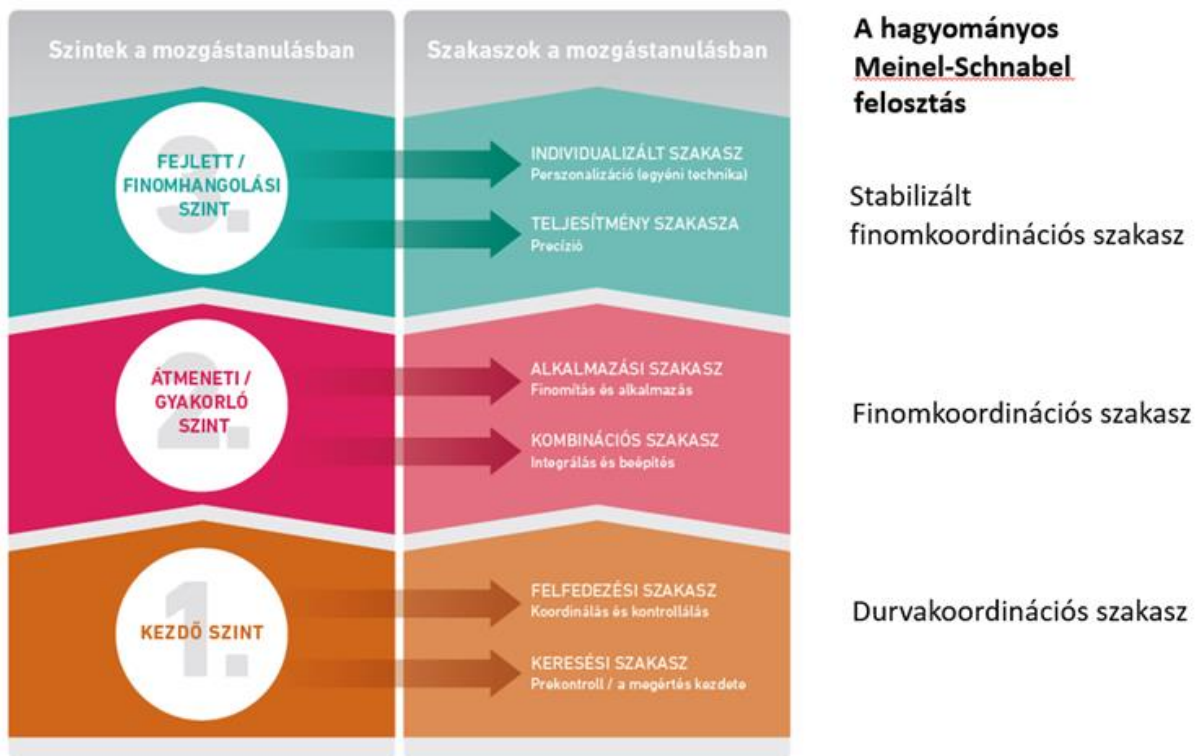 Szintek a mozgástanulásban
Szakaszok a mozgástanulásban
A hagyományos
Meinel-Schnabel
felosztás
3.
FEJLETT /
FINOMHANGOLÁSI
SZINT
INDIVIDUALIZÁLT SZAKASZ
Perszonalizáció (egyéni technika)
TELJESÍTMÉNY SZAKASZA
Precízió
Stabilizált
finomkoordinációs szakasz
2.
ÁTMENETI /
GYAKORLÓ
SZINT
ALKALMAZÁSI SZAKASZ
Finomítás és alkalmazás
KOMBINÁCIÓS SZAKASZ
Integrálás és beépítés
Finomkoordinációs szakasz
1.
KEZDŐ SZINT
FELFEDEZÉSI SZAKASZ
Koordinálás és kontrollálás
KERESÉSI SZAKASZ
Prekontroll / a megértés kezdete
Durvakoordinációs szakasz